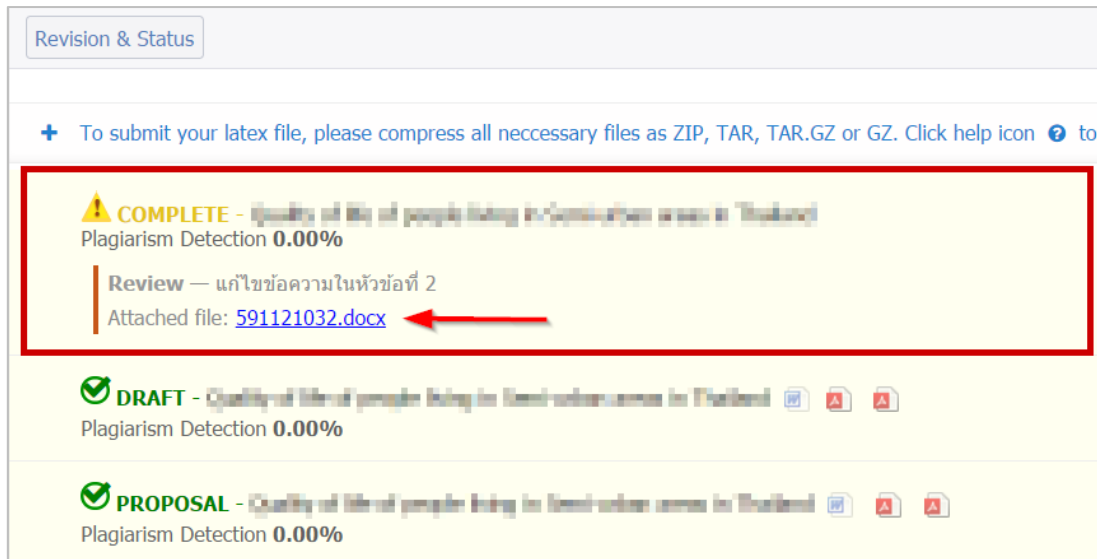 Revision & Status
To submit your latex file, please compress all neccessary files as ZIP, TAR, TAR.GZ or GZ. Click help icon to
COMPLETE -
Plagiarism Detection 0.00%
Review — แก้ไขข้อความในหัวข้อที่ 2
Attached file: 591121032.docx
DRAFT -
Plagiarism Detection 0.00%
PROPOSAL -
Plagiarism Detection 0.00%